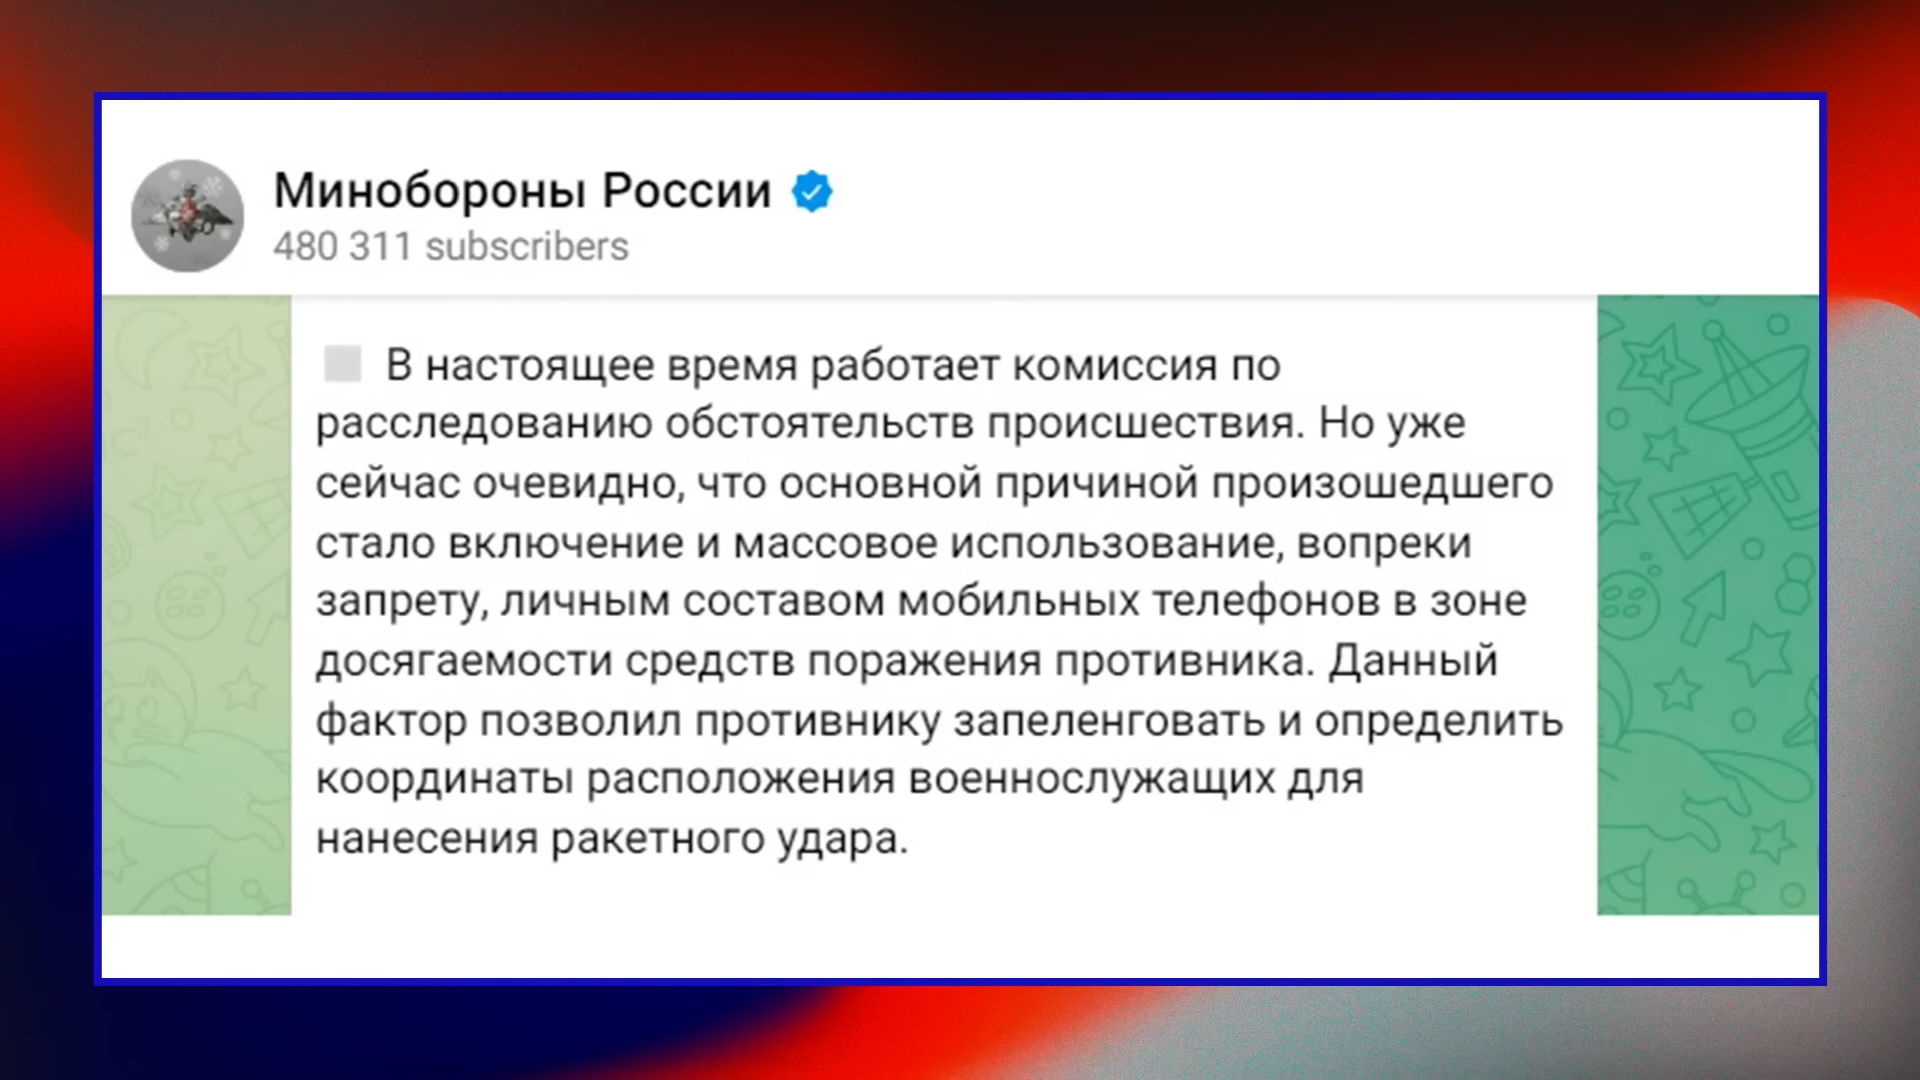 Минобороны России
480 311 subscribers
В настоящее время работает комиссия по
расследованию обстоятельств происшествия. Но уже
сейчас очевидно, что основной причиной произошедшего
стало включение и массовое использование, вопреки
запрету, личным составом мобильных телефонов в зоне
досягаемости средств поражения противника. Данный
фактор позволил противнику запеленговать и определить
координаты расположения военнослужащих для
нанесения ракетного удара.